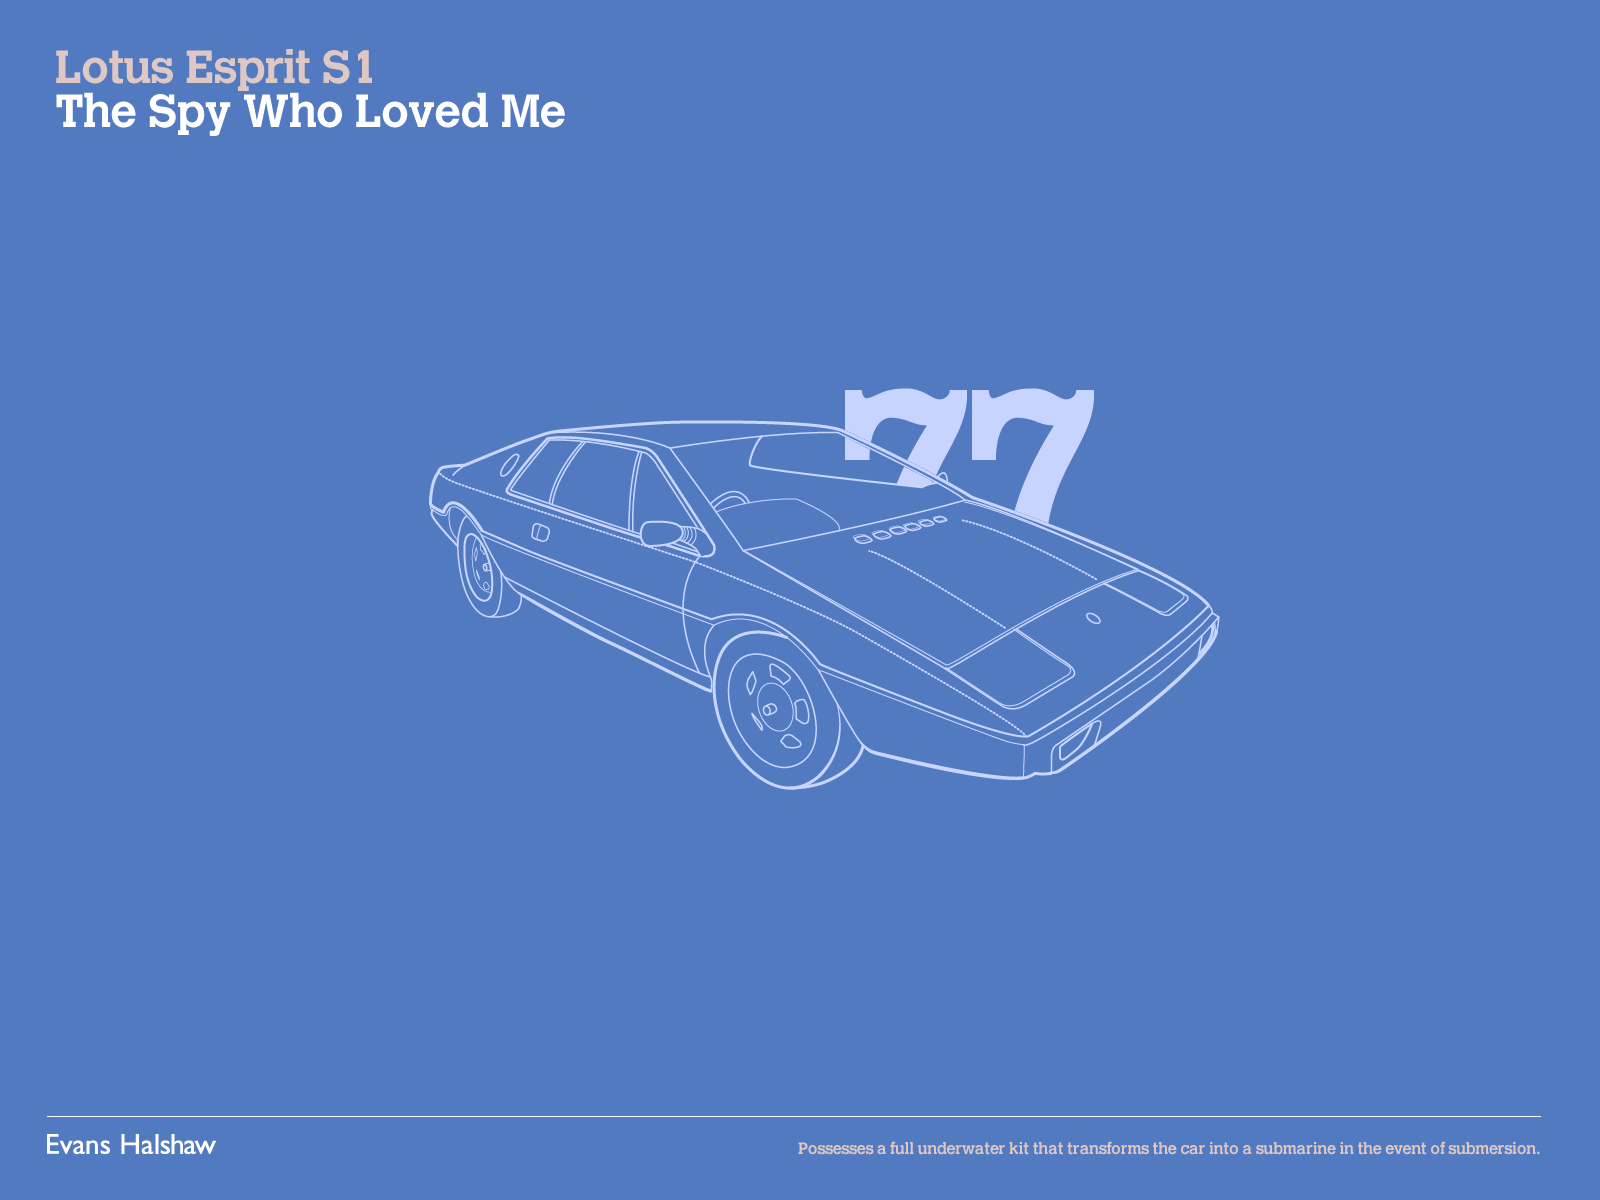 Lotus Esprit S1
The Spy Who Loved Me
77
Evans Halshaw
Possesses a full underwater kit that transforms the car into a submarine in the event of submersion.